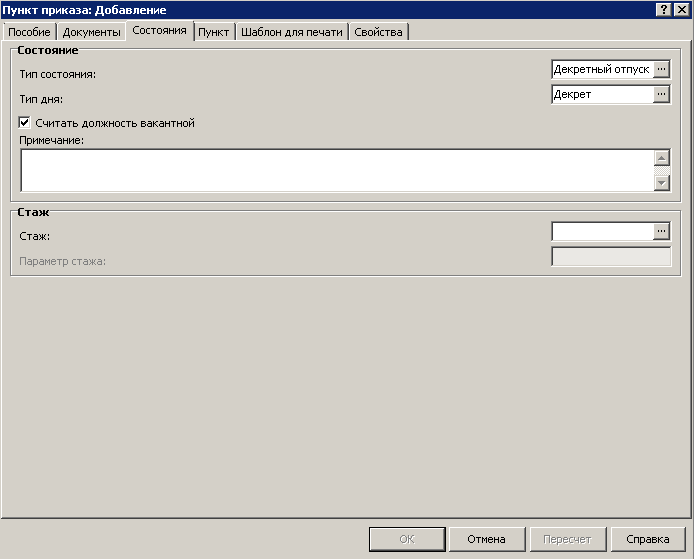 Пункт приказа: Добавление
Пособие Документы Состояния Пункт Шаблон для печати Свойства
Состояние
Тип состояния: Декретный отпуск ...
Тип дня: Декрет ...
Считать должность вакантной
Примечание:
Стаж
Стаж: ...
Параметр стажа:
ОК Отмена Пересчет Справка